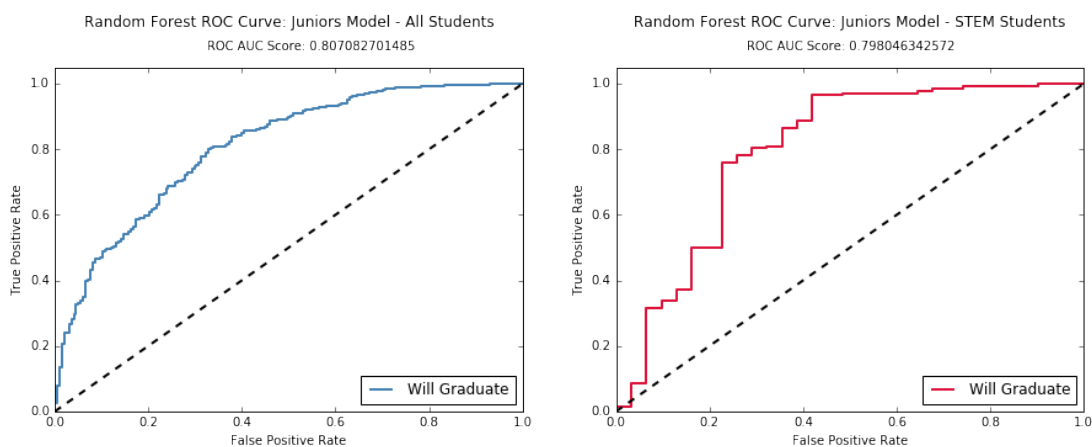 Random Forest ROC Curve: Juniors Model - All Students
ROC AUC Score: 0.807082701485
True Positive Rate
1.0
0.8
0.6
0.4
0.2
0.0
0.0 0.2 0.4 0.6 0.8 1.0
False Positive Rate
Will Graduate
Random Forest ROC Curve: Juniors Model - STEM Students
ROC AUC Score: 0.798046342572
True Positive Rate
1.0
0.8
0.6
0.4
0.2
0.0
0.0 0.2 0.4 0.6 0.8 1.0
False Positive Rate
Will Graduate